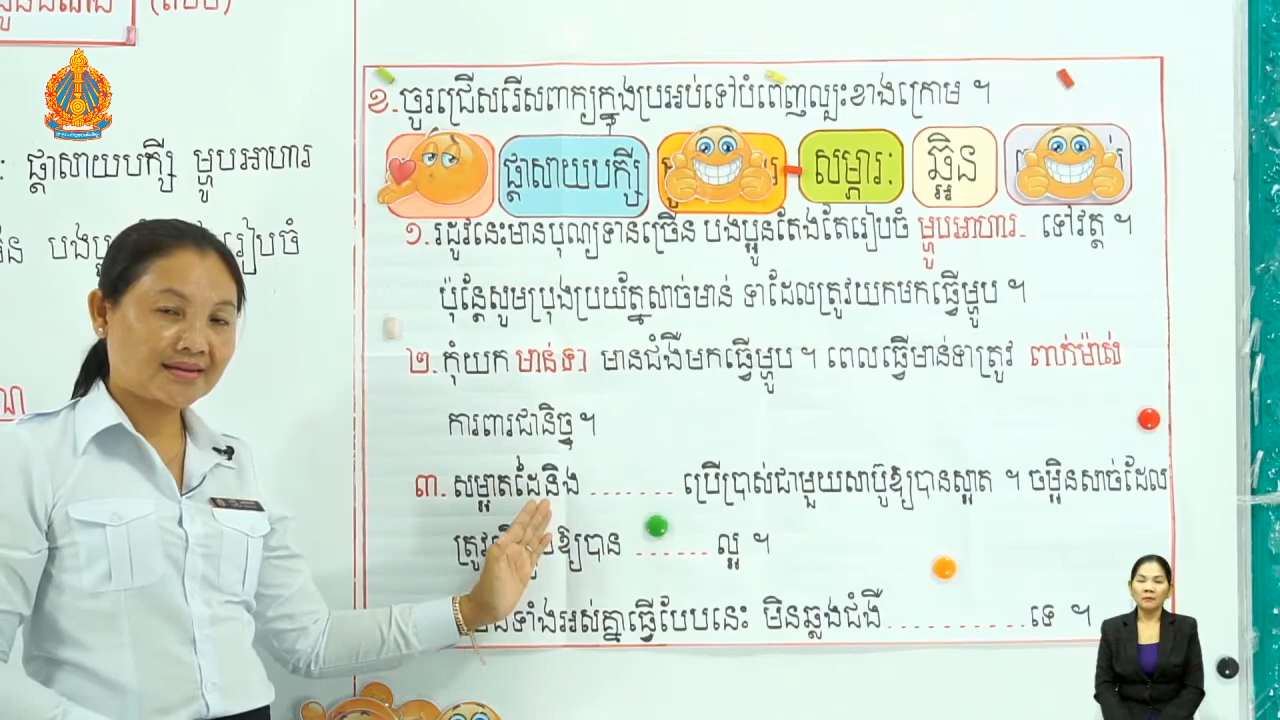 ខ.ចូរជ្រើសរើសពាក្យក្នុងប្រអប់ទៅបំពេញល្បះខាងក្រោម ។
ផ្ដាសាយបក្សី សម្ភារៈ ឆ្អិន
ផ្ដាសាយបក្សី ម្ហូបអាហារ
១. រដូវនេះមានបុណ្យទានច្រើន បងប្អូនតែងតែរៀបចំ ម្ហូបអាហារ ទៅវត្ត ។
រៀបចំ
ប៉ុន្តែសូមប្រុងប្រយ័ត្នសាច់មាន់ ទាដែលត្រូវយកមកធ្វើម្ហូប ។
២. កុំយក មាន់ទា មានជំងឺមកធ្វើម្ហូប ។ ពេលធ្វើមាន់ទាត្រូវ ពាក់ម៉ាស់
ការពារជានិច្ច ។
៣. សម្អាតដៃនិង ....... ប្រើប្រាស់ជាមួយសាប៊ូឱ្យបានស្អាត ។ ចម្អិនសាច់ដែល
ត្រូវ ឱ្យបាន ...... ល្អ ។
ទាំងអស់គ្នាធ្វើបែបនេះ មិនឆ្លងជំងឺ ........... ទេ ។